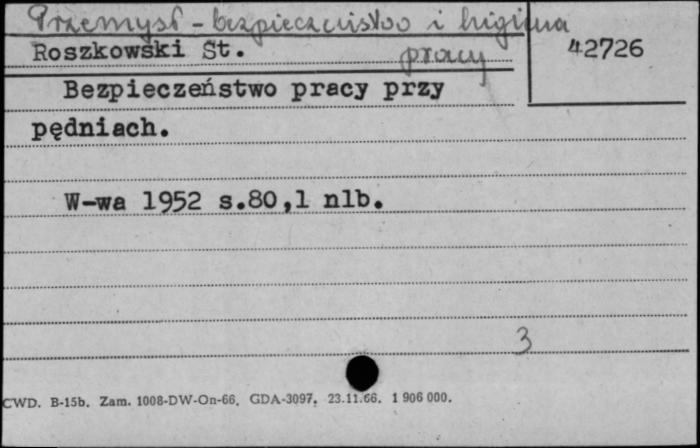 Przemysł - bezpieczeństwo i higiena
pracy
Roszkowski St.
42726
Bezpieczeństwo pracy przy
pędniach.
W-wa 1952 s.80,1 nlb.
3
CWD. B-15b. Zam. 1008-DW-On-66. GDA-3097. 23.11.66. 1 906 000.